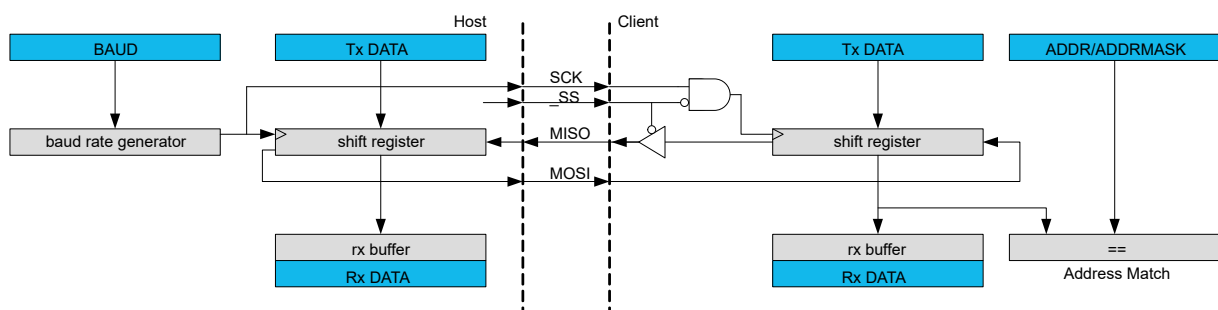 Host
Client
BAUD
Tx DATA
Tx DATA
ADDR/ADDRMASK
SCK
_SS
baud rate generator
shift register
MISO
shift register
MOSI
rx buffer
rx buffer
==
Rx DATA
Rx DATA
Address Match